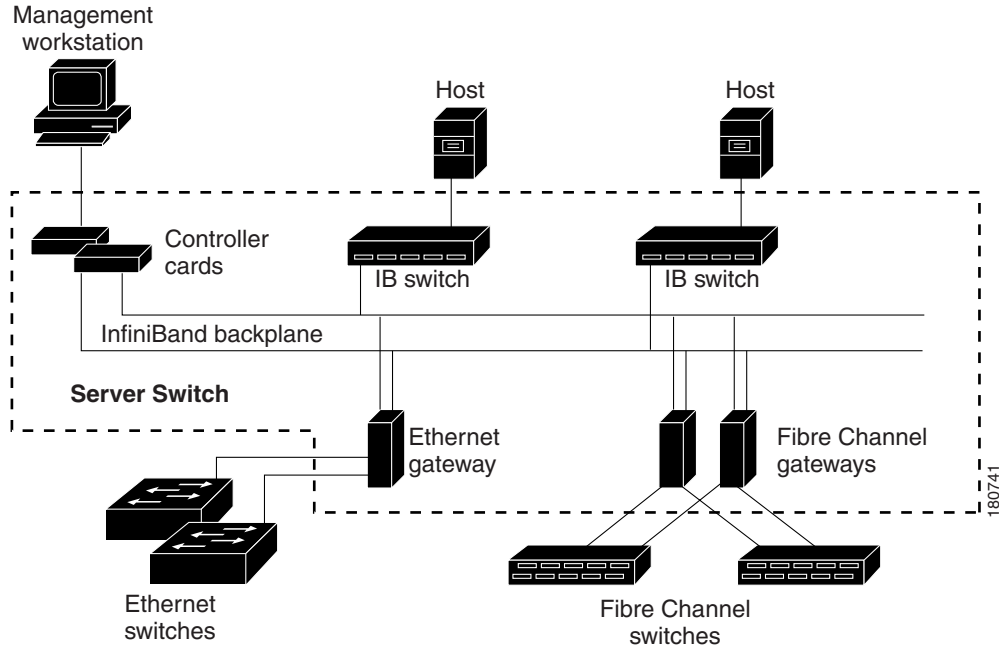 Management
workstation
Host
Host
Controller
cards
IB switch
IB switch
InfiniBand backplane
Server Switch
Ethernet
gateway
Fibre Channel
gateways
180741
Ethernet
switches
Fibre Channel
switches